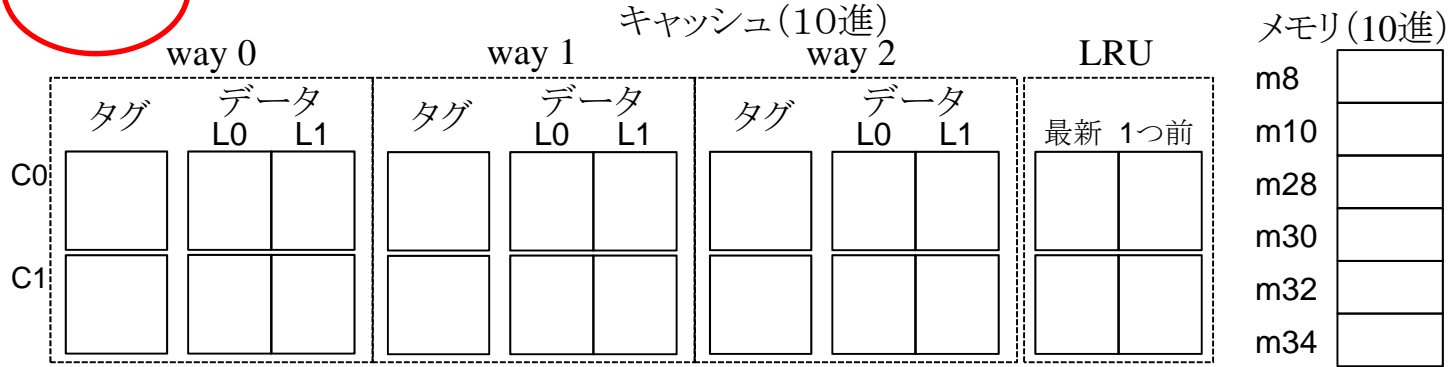 キャッシュ(10進)
way 0 way 1 way 2 LRU
タグ データ タグ データ タグ データ 最新 1つ前
L0 L1 L0 L1 L0 L1
C0
C1
メモリ(10進)
m8
m10
m28
m30
m32
m34